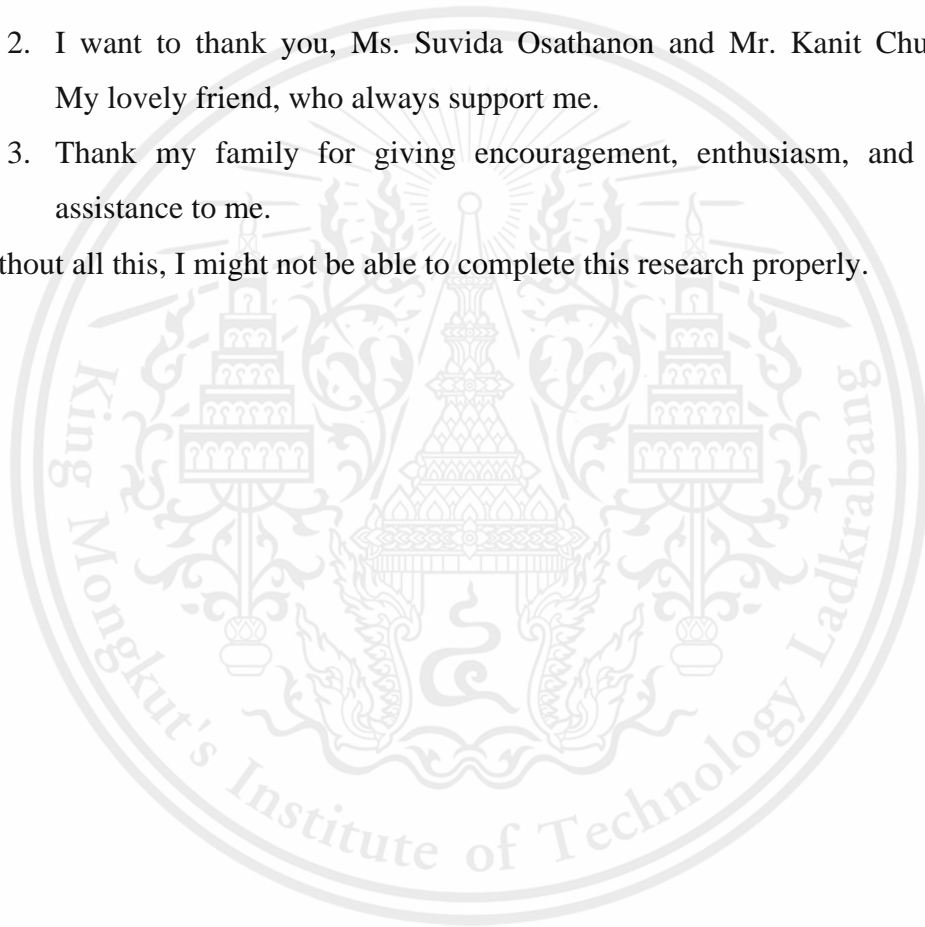 2. I want to thank you, Ms. Suvida Osathanon and Mr. Kanit Chu
My lovely friend, who always support me.
3. Thank my family for giving encouragement, enthusiasm, and
assistance to me.
thout all this, I might not be able to complete this research properly.
King Mongkut's Institute of Technology Ladkrabang